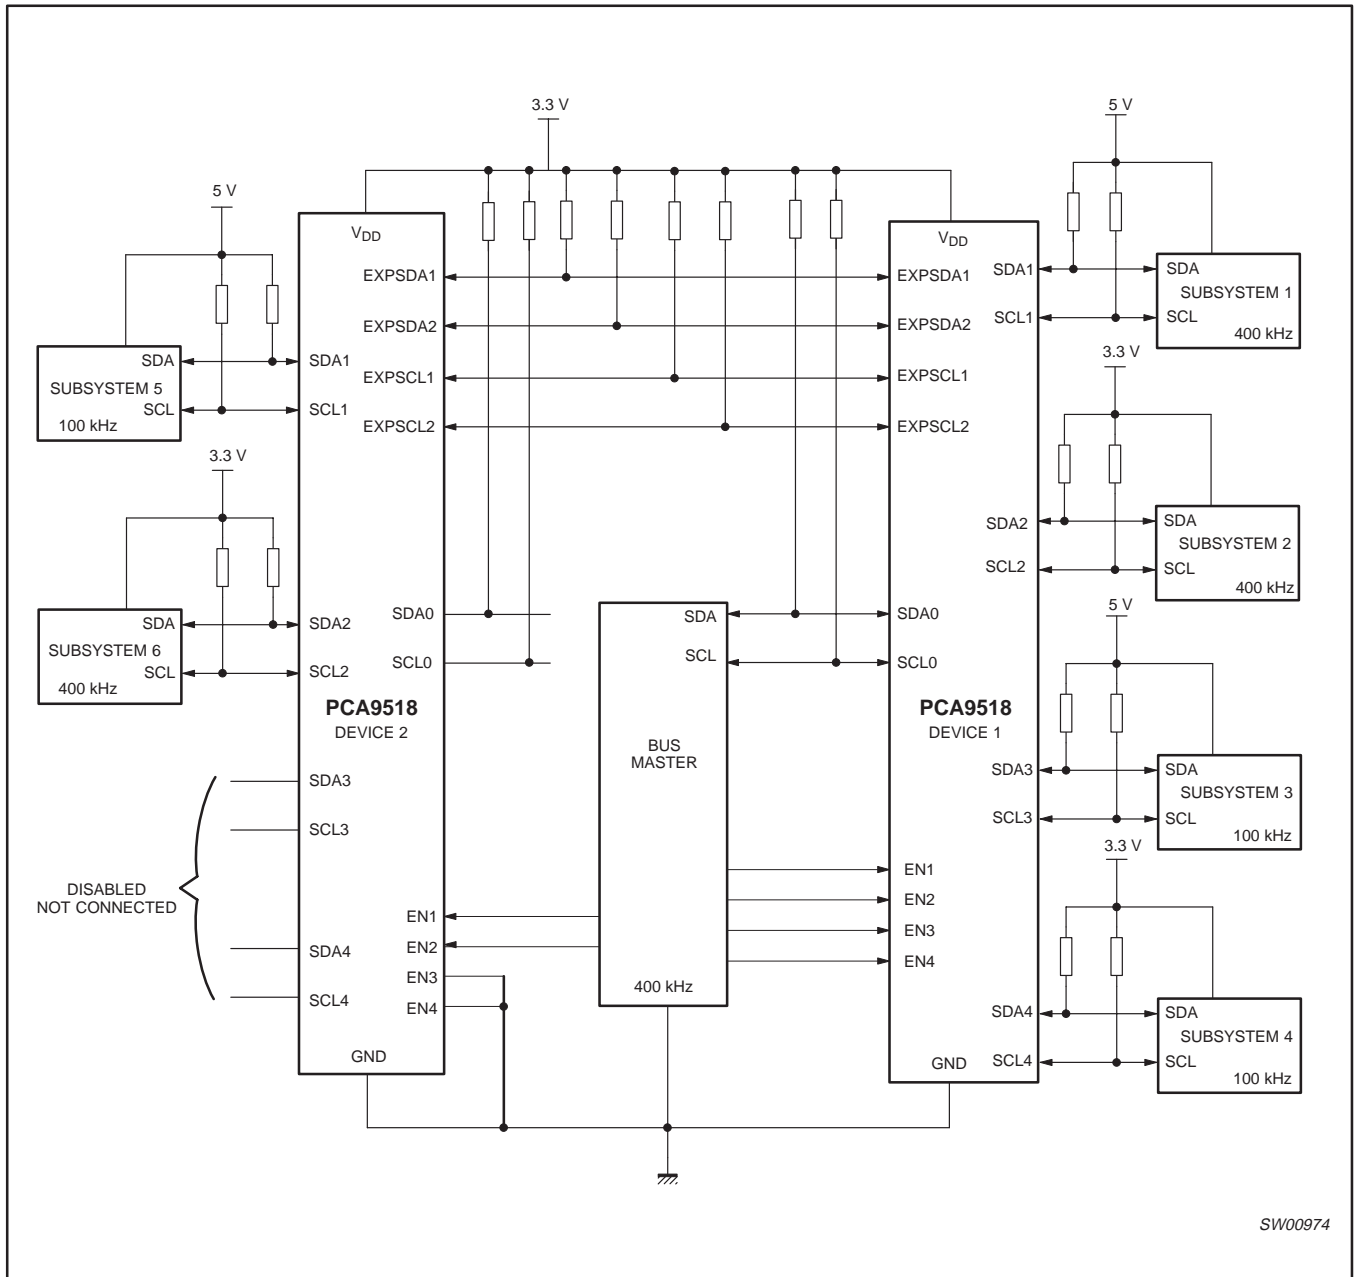 3.3 V
5 V
5 V
VDD
EXPSDA1
EXPSDA2
EXPSCL1
EXPSCL2
SDA1
SCL1
SDA
SUBSYSTEM 5
SCL
100 kHz
3.3 V
SDA
SUBSYSTEM 6
SCL
400 kHz
SDA2
SCL2
SDA0
SCL0
PCA9518
DEVICE 2
SDA3
SCL3
DISABLED
NOT CONNECTED
SDA4
SCL4
EN1
EN2
EN3
EN4
GND
SDA
SCL
BUS
MASTER
400 kHz
VDD
EXPSDA1
EXPSDA2
EXPSCL1
EXPSCL2
SDA1
SCL1
SDA2
SCL2
SDA0
SCL0
PCA9518
DEVICE 1
SDA3
SCL3
EN1
EN2
EN3
EN4
SDA4
SCL4
GND
SDA
SUBSYSTEM 1
SCL
400 kHz
3.3 V
SDA
SUBSYSTEM 2
SCL
400 kHz
5 V
SDA
SUBSYSTEM 3
SCL
100 kHz
3.3 V
SDA
SUBSYSTEM 4
SCL
100 kHz
SW00974